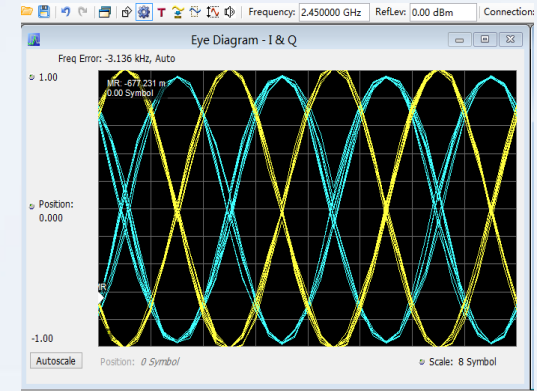 Frequency: 2.450000 GHz RefLev: 0.00 dBm Connection:
Eye Diagram - I & Q
Freq Error: -3.136 kHz, Auto
1.00
MR: -677.231 m
0.00 Symbol
Position:
0.000
MR
-1.00
Autoscale Position: 0 Symbol Scale: 8 Symbol